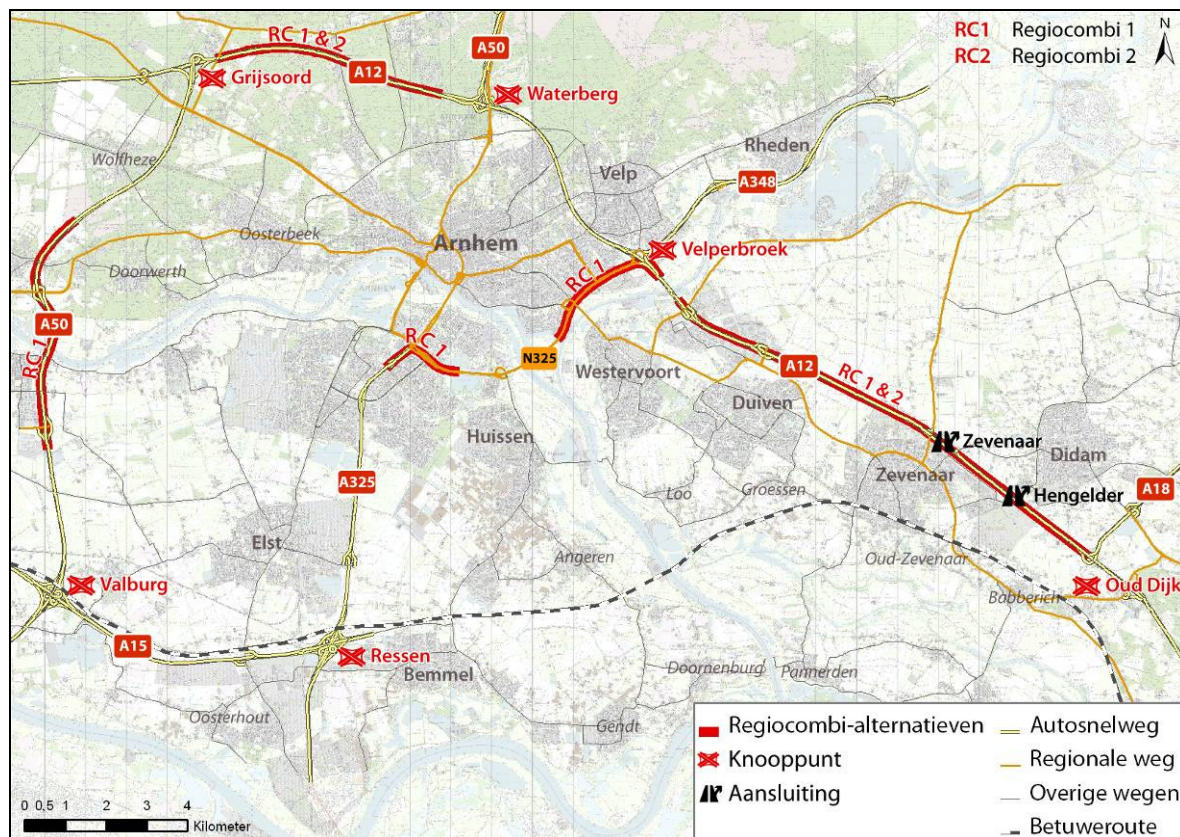 RC 1 & 2
A50
RC1 Regiocombi 1
RC2 Regiocombi 2
N
A12
Grijsoord
Waterberg
Wolfheze
Velp
Rheden
A348
Oosterbeek
Arnhem
Velperbroek
Doorwerth
RC 1
A50
RC 1
RC 1
N325
Westervoort
A12
RC 1 & 2
Duiven
Huissen
Zevenaar
Didam
Zevenaar
A325
Loo
Groessen
Hengelder
A18
Elst
Angeren
Oud-Zevenaar
Valburg
Babberich
Oud Dijk
A15
Ressen
Bemmel
Doornenburg
Pannerden
Oosterhout
Gendt
Regiocombi-alternatieven
Knooppunt
Aansluiting
Autosnelweg
Regionale weg
Overige wegen
Betuweroute
0 0,5 1 2 3 4
Kilometer